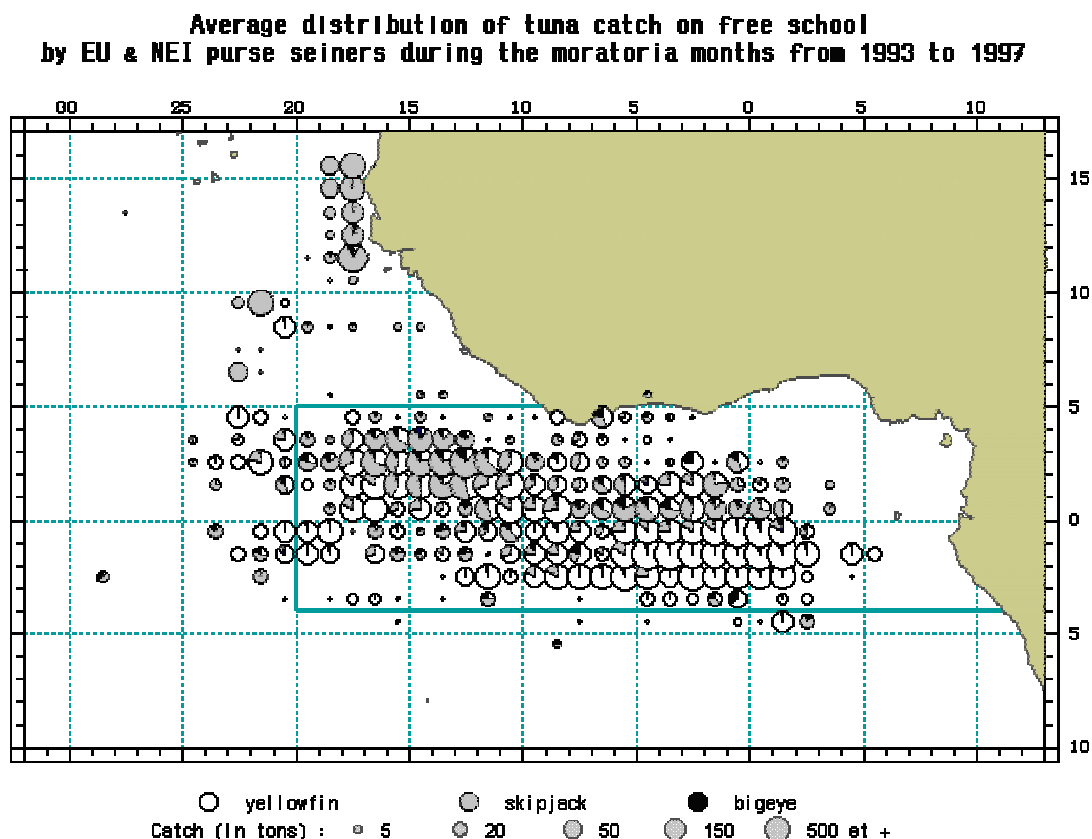 Average distribution of tuna catch on free school
by EU & NEI purse seiners during the moratoria months from 1993 to 1997
00 25 20 15 10 5 0 5 10
15
10
5
0
5
10
yellowfin skipjack bigeye
Catch (in tons) : 5 20 50 150 500 et +